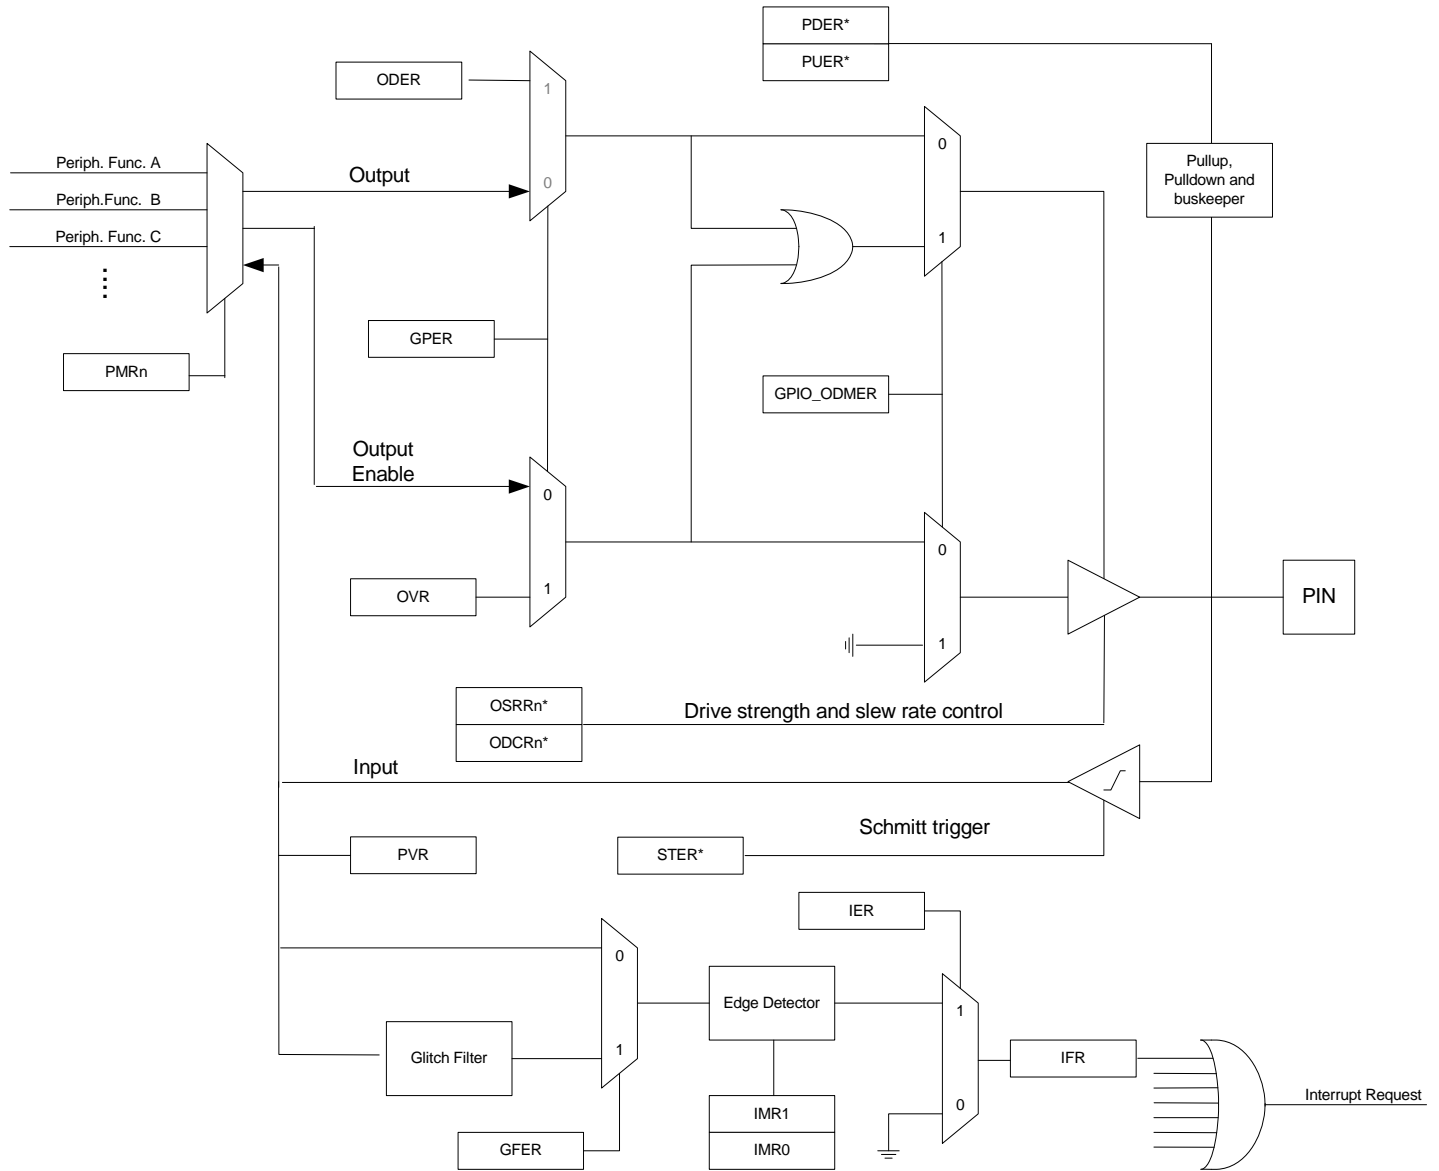 PDER*
PUER*
ODER
1
0
Periph. Func. A
Periph.Func. B
Periph. Func. C
Output
0
1
Pullup,
Pulldown and
buskeeper
GPER
PMRn
GPIO_ODMER
Output
Enable
0
1
OVR
0
1
PIN
OSRRn*
ODCRn*
Drive strength and slew rate control
Input
Schmitt trigger
PVR
STER*
IER
0
1
Edge Detector
1
0
Glitch Filter
IFR
IMR1
IMR0
GFER
Interrupt Request